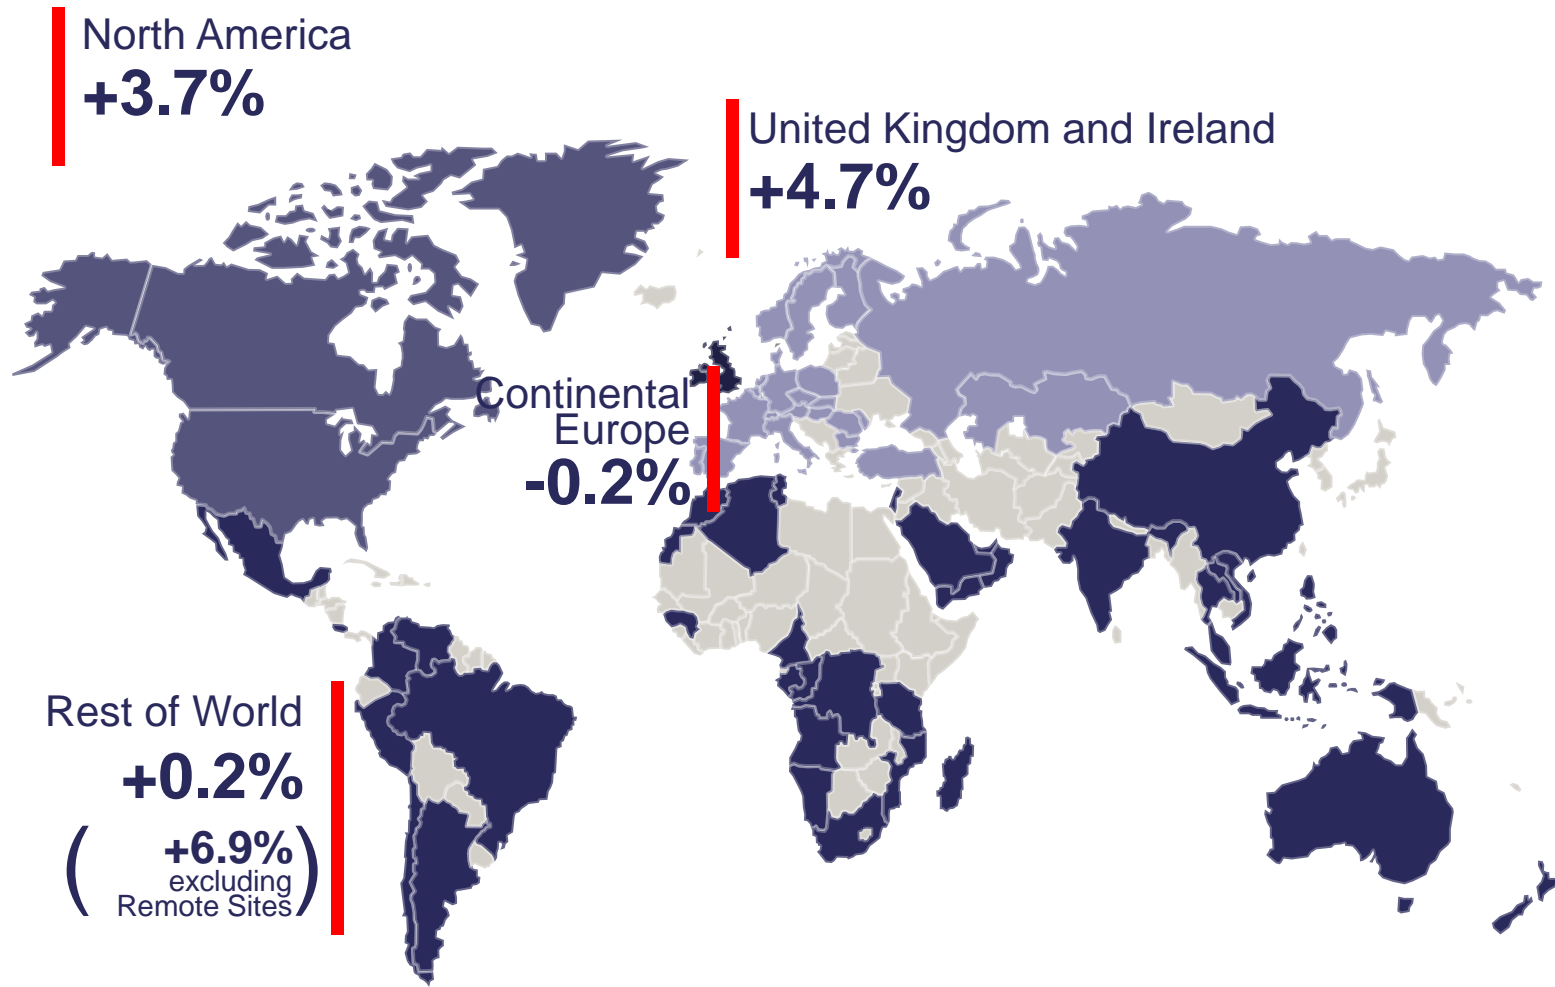 North America
+3.7%
United Kingdom and Ireland
+4.7%
Continental
Europe
-0.2%
Rest of World
+0.2%
( +6.9% )
excluding
Remote Sites